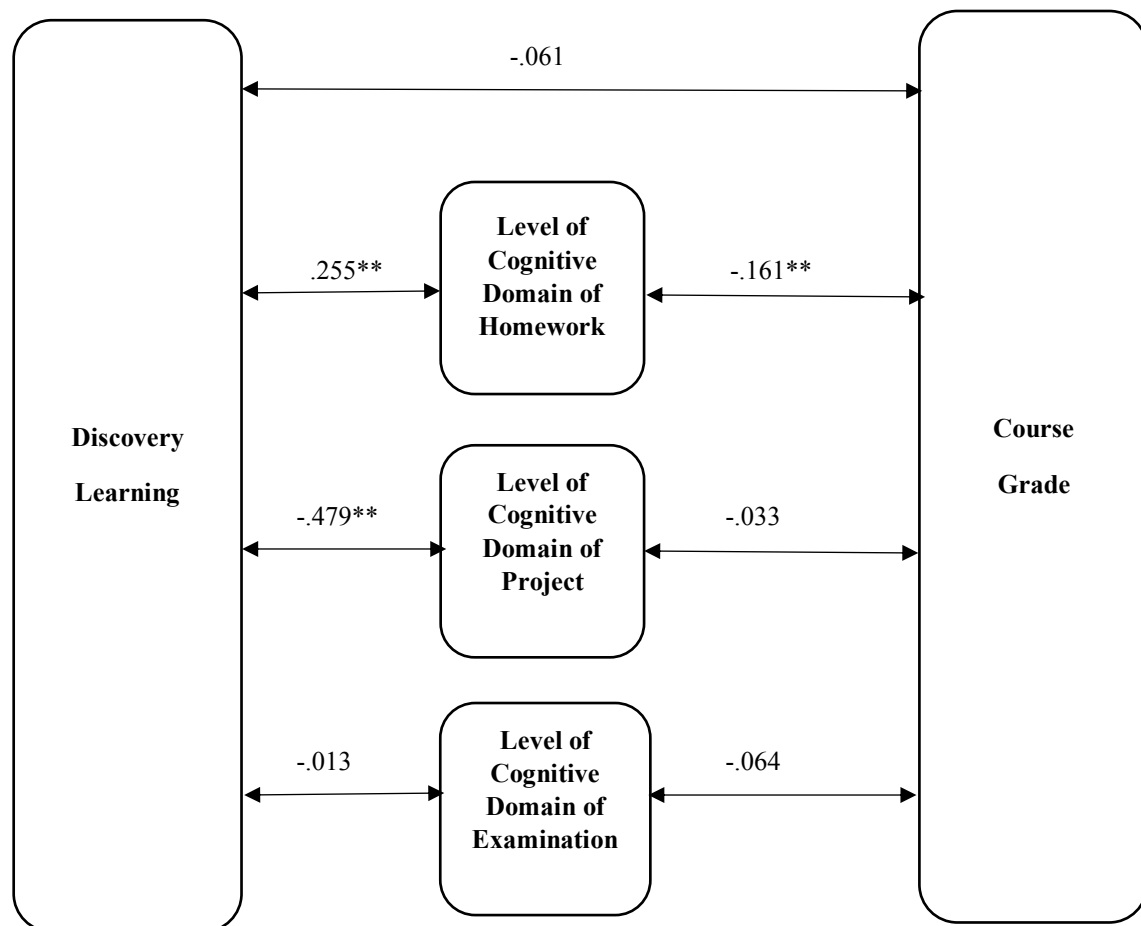 -.061
Level of
Cognitive
Domain of
Homework
.255**
-.161**
Discovery
Learning
Course
Grade
Level of
Cognitive
Domain of
Project
-.479**
-.033
Level of
Cognitive
Domain of
Examination
-.013
-.064